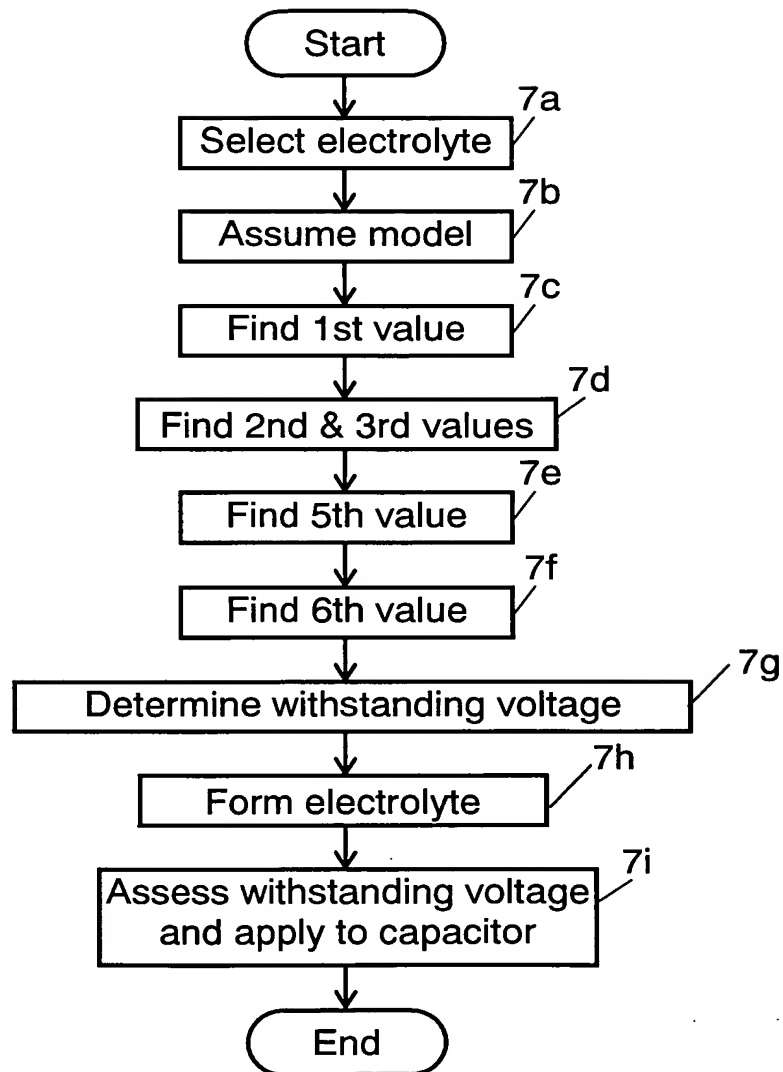 Start
7a
Select electrolyte
7b
Assume model
7c
Find 1st value
7d
Find 2nd & 3rd values
7e
Find 5th value
7f
Find 6th value
7g
Determine withstanding voltage
7h
Form electrolyte
7i
Assess withstanding voltage
and apply to capacitor
End